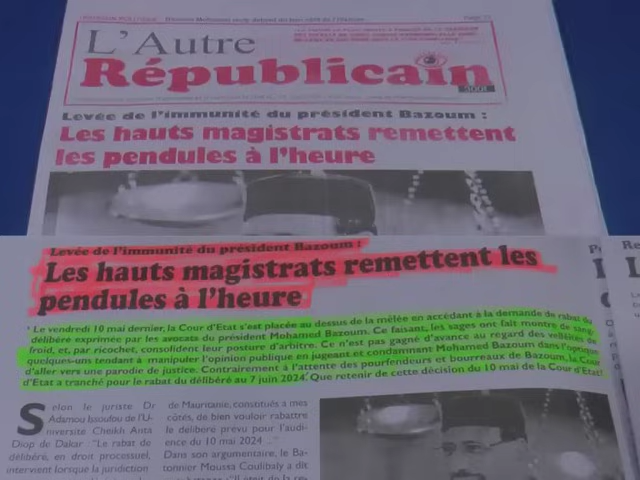 L'Autre
Républicain
300F
Levée de l'immunité du président Bazoum :
Les hauts magistrats remettent
les pendules à l'heure
Levée de l'immunité du président Bazoum :
Les hauts magistrats remettent les
pendules à l'heure
Le vendredi 10 mai dernier, la Cour d'Etat s'est placée au dessus de la mêlée en accédant à la demande de rabat du
délibéré exprimée par les avocats du président Mohamed Bazoum. Ce faisant, les sages ont fait montre de sang-
froid, et, par ricochet, consolident leur posture d'arbitre. Ce n'est pas gagné d'avance au regard des velléités de
quelques-uns tendant à manipuler l'opinion publique en jugeant et condamnant Mohamed Bazoum dans l'optique
d'aller vers une parodie de justice. Contrairement à l'attente des pourfendeurs et bourreaux de Bazoum, la Cour
d'Etat a tranché pour le rabat du délibéré au 7 juin 2024. Que retenir de cette décision du 10 mai de la Cour d'Etat?
Selon le juriste Dr
Adamou Issoufou de l'U-
niversité Cheikh Anta
Diop de Dakar : "Le rabat de
délibéré, en droit processuel,
intervient lorsque la juridiction
de Mauritanie, constitués à mes
côtés, de bien vouloir rabattre
le délibéré prévu pour l'audi-
ence du 10 mai 2024 ..."
Dans son argumentaire, le Ba-
tonnier Moussa Coulibaly a dit